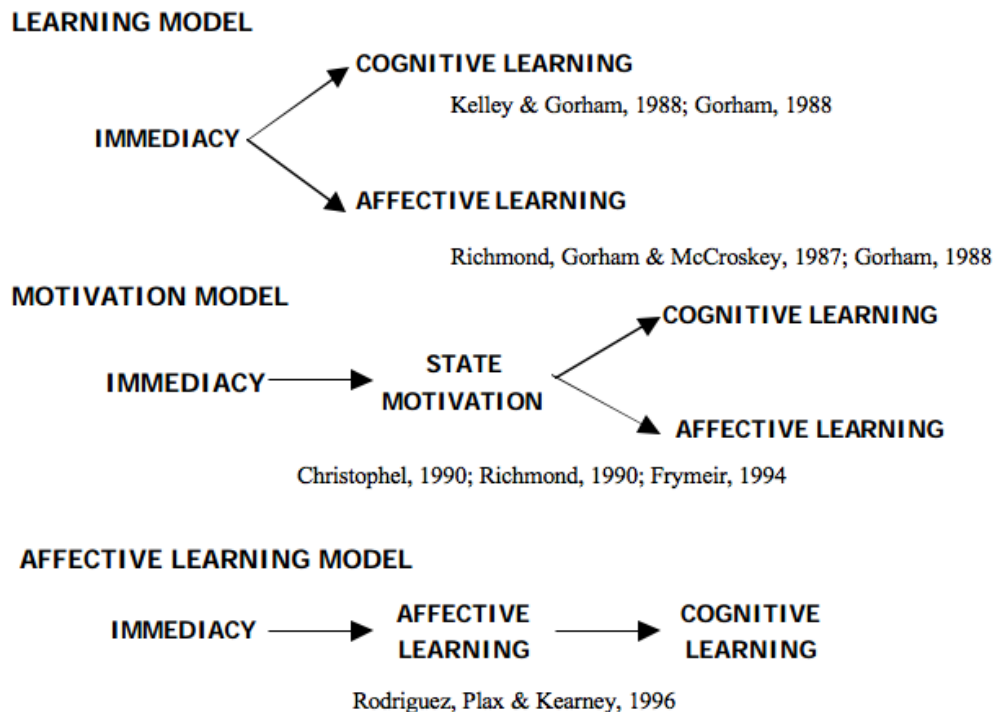 LEARNING MODEL
COGNITIVE LEARNING
Kelley & Gorham, 1988; Gorham, 1988
IMMEDIACY
AFFECTIVE LEARNING
Richmond, Gorham & McCroskey, 1987; Gorham, 1988
MOTIVATION MODEL
COGNITIVE LEARNING
STATE
MOTIVATION
IMMEDIACY
AFFECTIVE LEARNING
Christophel, 1990; Richmond, 1990; Frymeir, 1994
AFFECTIVE LEARNING MODEL
IMMEDIACY
AFFECTIVE
LEARNING
COGNITIVE
LEARNING
Rodriguez, Plax & Kearney, 1996